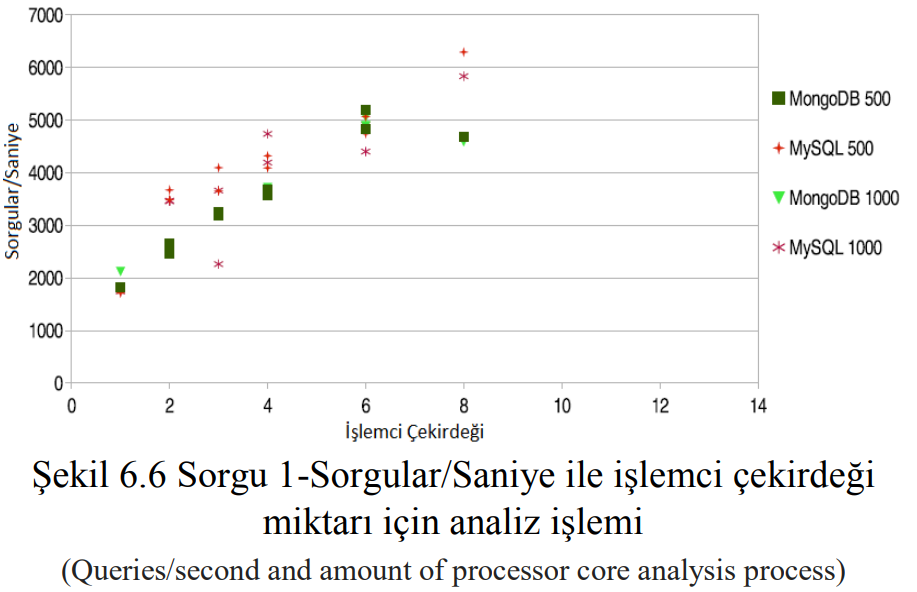 7000
6000
5000
4000
3000
2000
1000
0
Sorgular/Saniye
0 2 4 6 8 10 12 14
İşlemci Çekirdeği
MongoDB 500
MySQL 500
MongoDB 1000
MySQL 1000
Şekil 6.6 Sorgu 1-Sorgular/Saniye ile işlemci çekirdeği
miktarı için analiz işlemi
(Queries/second and amount of processor core analysis process)